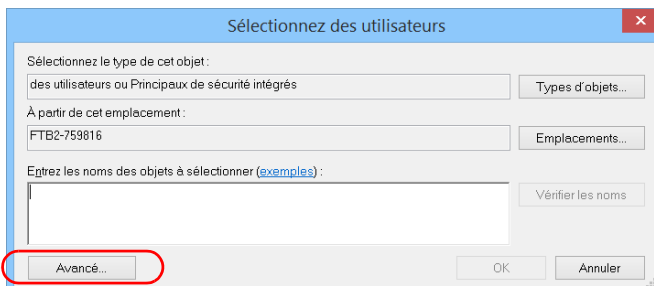 Sélectionnez des utilisateurs
Sélectionnez le type de cet objet :
des utilisateurs ou Principaux de sécurité intégrés
Types d'objets...
À partir de cet emplacement :
FTB2-759816
Emplacements...
Entrez les noms des objets à sélectionner (exemples) :
Vérifier les noms
Avancé...
OK
Annuler